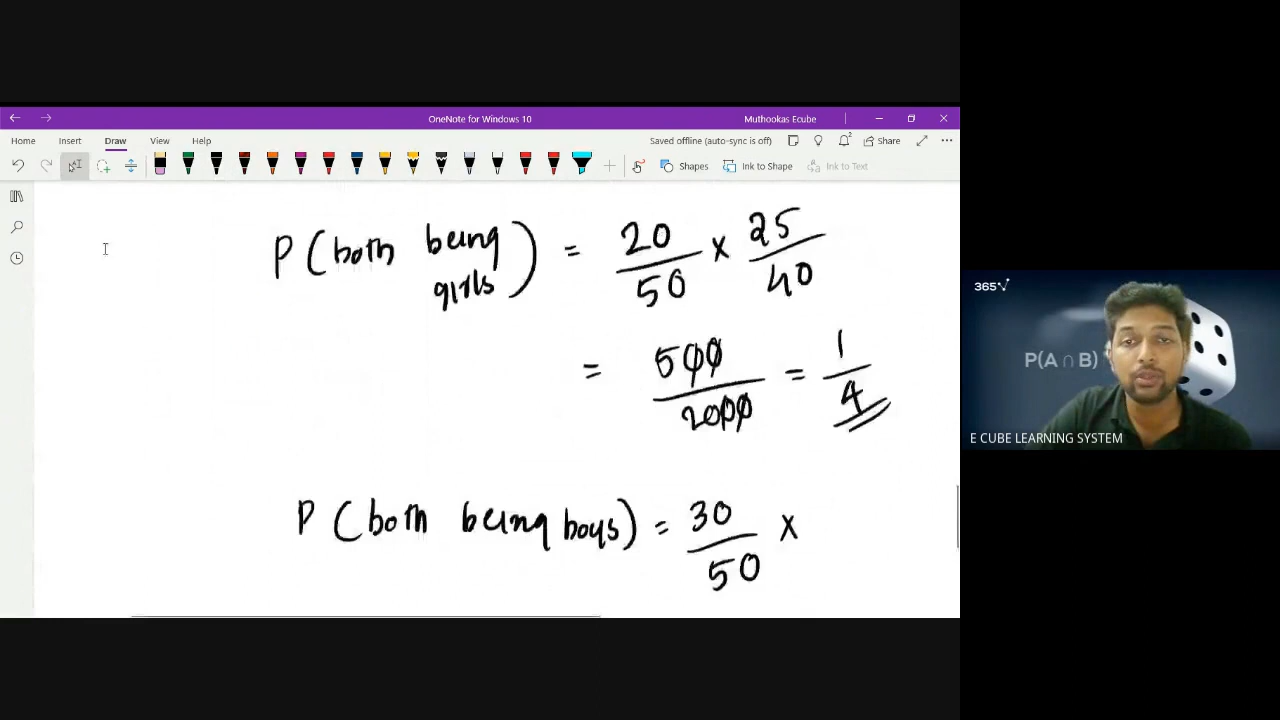 OneNote for Windows 10
Muthookas Ecube
Home Insert Draw View Help
Saved offline (auto-sync is off)
Share
Shapes
Ink to Shape
Ink to Text
P (both being girls) = 20/50 x 25/40
= 500/2000 = 1/4
P (both being boys) = 30/50 x
365√
P(A ∩ B)
E CUBE LEARNING SYSTEM